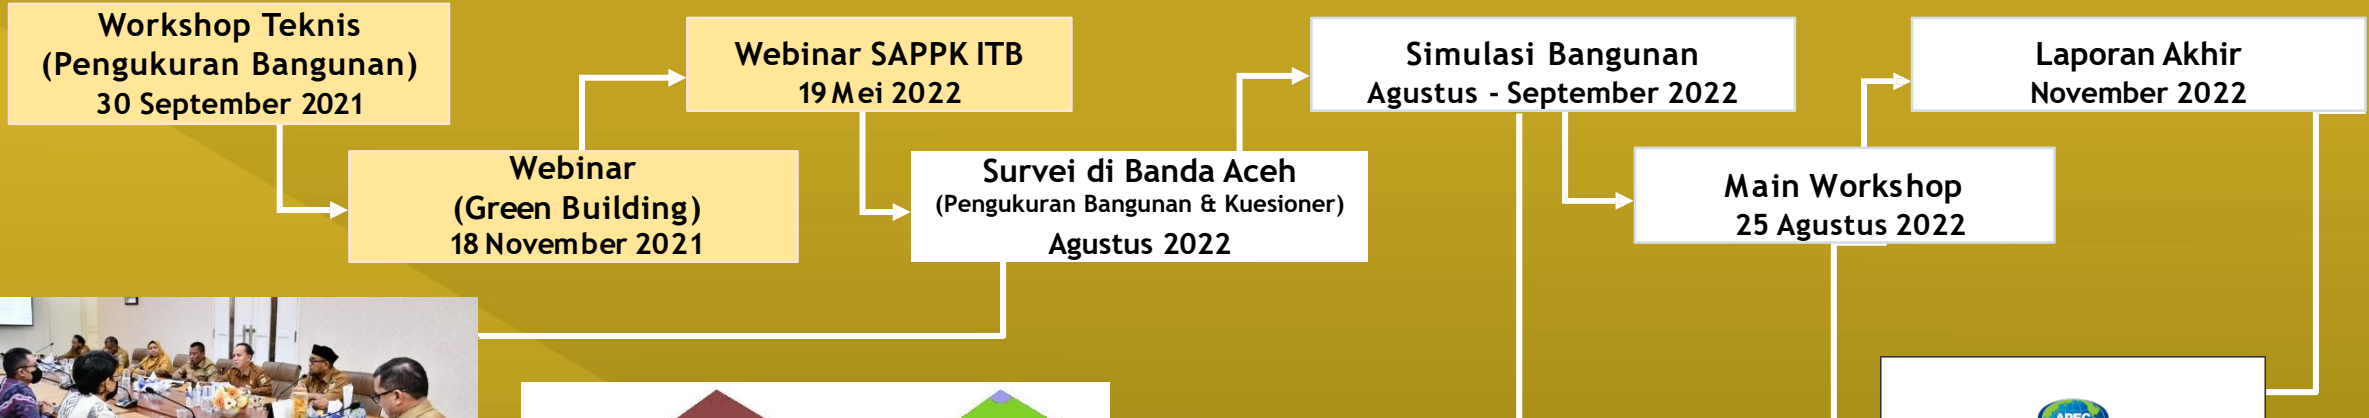 Workshop Teknis
(Pengukuran Bangunan)
30 September 2021
Webinar
(Green Building)
18 November 2021
Webinar SAPPK ITB
19 Mei 2022
Survei di Banda Aceh
(Pengukuran Bangunan & Kuesioner)
Agustus 2022
Simulasi Bangunan
Agustus - September 2022
Main Workshop
25 Agustus 2022
Laporan Akhir
November 2022
APEC